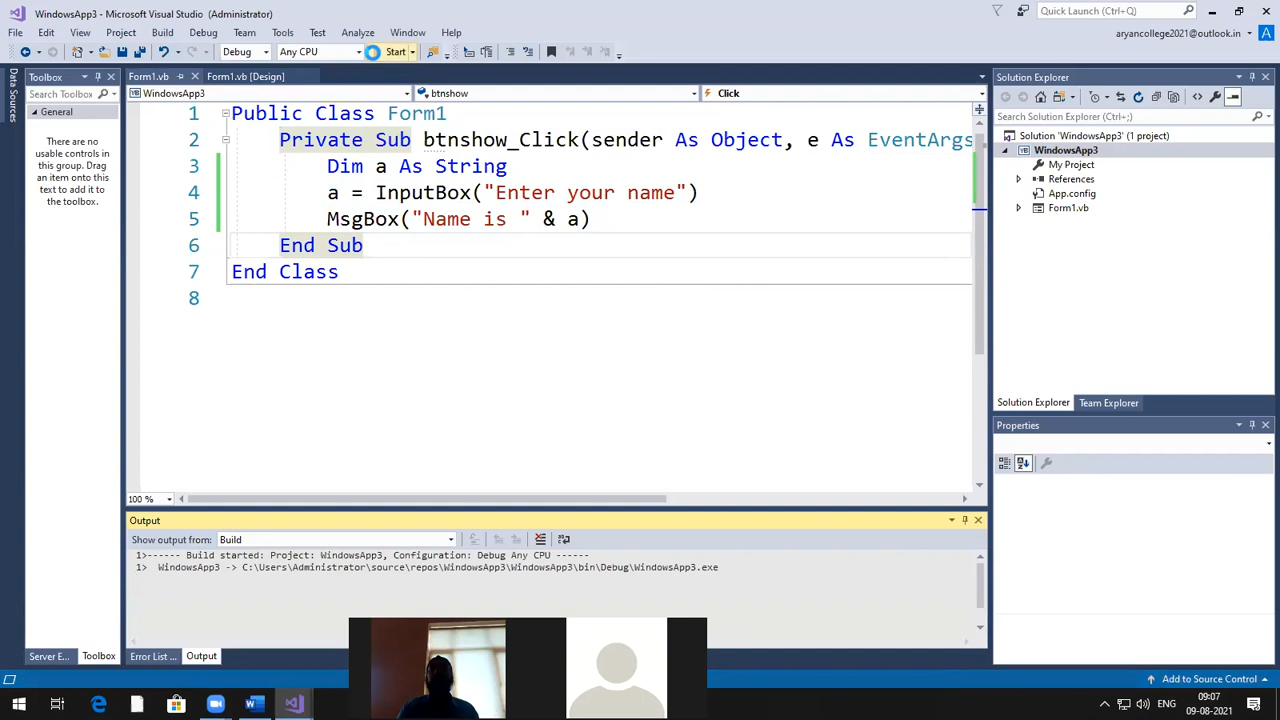 WindowsApp3 - Microsoft Visual Studio (Administrator)
Quick Launch (Ctrl+Q)
File Edit View Project Build Debug Team Tools Test Analyze Window Help
aryancollege2021@outlook.in A
Debug Any CPU Start
Data Sources
Toolbox
Search Toolbox
General
There are no
usable controls in
this group. Drag
an item onto this
text to add it to
the toolbox.
Form1.vb Form1.vb [Design]
WindowsApp3 btnshow Click
1 Public Class Form1
2 Private Sub btnshow_Click(sender As Object, e As EventArgs
3 Dim a As String
4 a = InputBox("Enter your name")
5 MsgBox("Name is " & a)
6 End Sub
7 End Class
8
100 %
Solution Explorer
Search Solution Explorer (Ctrl+;)
Solution 'WindowsApp3' (1 project)
WindowsApp3
My Project
References
App.config
Form1.vb
Solution Explorer Team Explorer
Properties
Output
Show output from: Build
1>------ Build started: Project: WindowsApp3, Configuration: Debug Any CPU ------
1> WindowsApp3 -> C:\Users\Administrator\source\repos\WindowsApp3\WindowsApp3\bin\Debug\WindowsApp3.exe
Server E... Toolbox Error List ... Output
Add to Source Control
ENG 09:07
09-08-2021